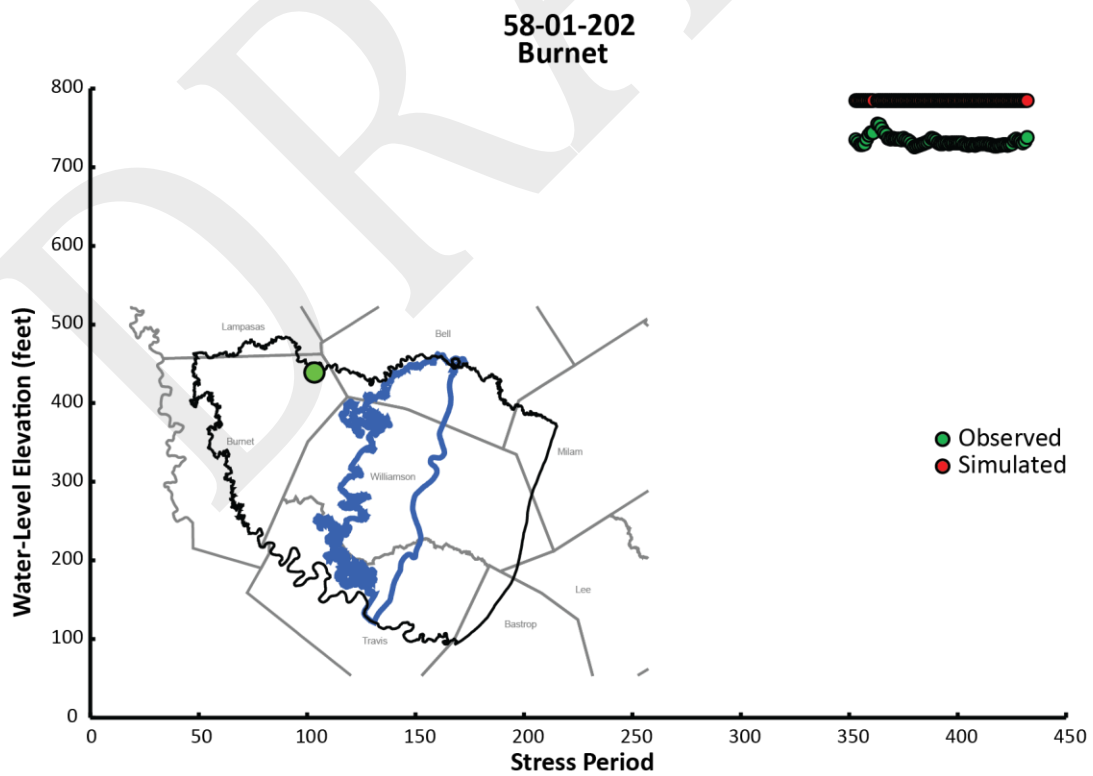 58-01-202
Burnet
800
700
600
500
400
300
200
100
0
Water-Level Elevation (feet)
0 50 100 150 200 250 300 350 400 450
Stress Period
Observed
Simulated
Lampasas
Bell
Burnet
Milam
Williamson
Lee
Bastrop
Travis
DRA